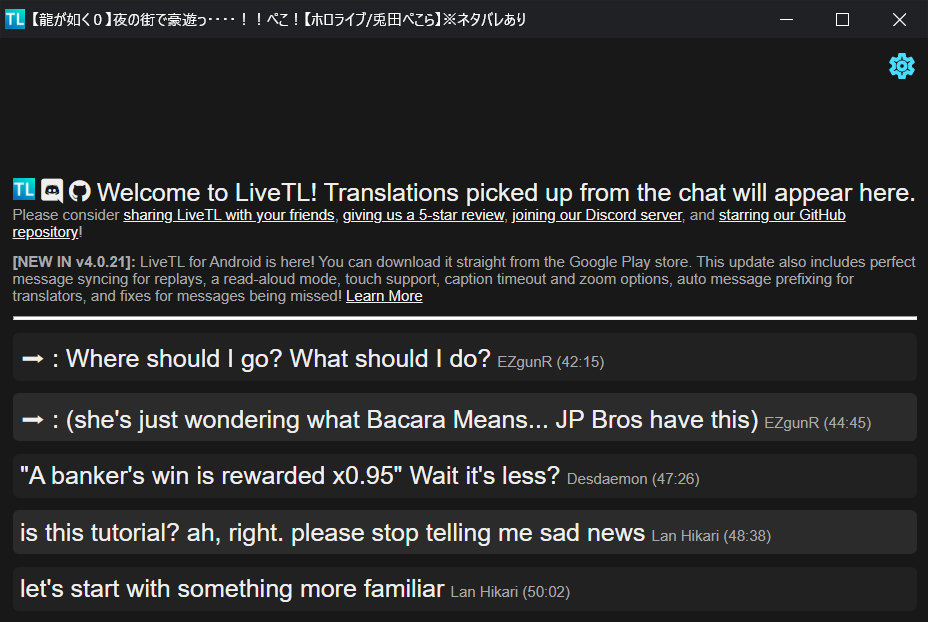 TL 【龍が如く０】夜の街で豪遊っ････！！ぺこ！【ホロライブ/兎田ぺこら】※ネタバレあり
TL Welcome to LiveTL! Translations picked up from the chat will appear here.
Please consider sharing LiveTL with your friends, giving us a 5-star review, joining our Discord server, and starring our GitHub
repository!
[NEW IN v4.0.21]: LiveTL for Android is here! You can download it straight from the Google Play store. This update also includes perfect
message syncing for replays, a read-aloud mode, touch support, caption timeout and zoom options, auto message prefixing for
translators, and fixes for messages being missed! Learn More
➞ : Where should I go? What should I do? EZgunR (42:15)
➞ : (she's just wondering what Bacara Means... JP Bros have this) EZgunR (44:45)
"A banker's win is rewarded x0.95" Wait it's less? Desdaemon (47:26)
is this tutorial? ah, right. please stop telling me sad news Lan Hikari (48:38)
let's start with something more familiar Lan Hikari (50:02)